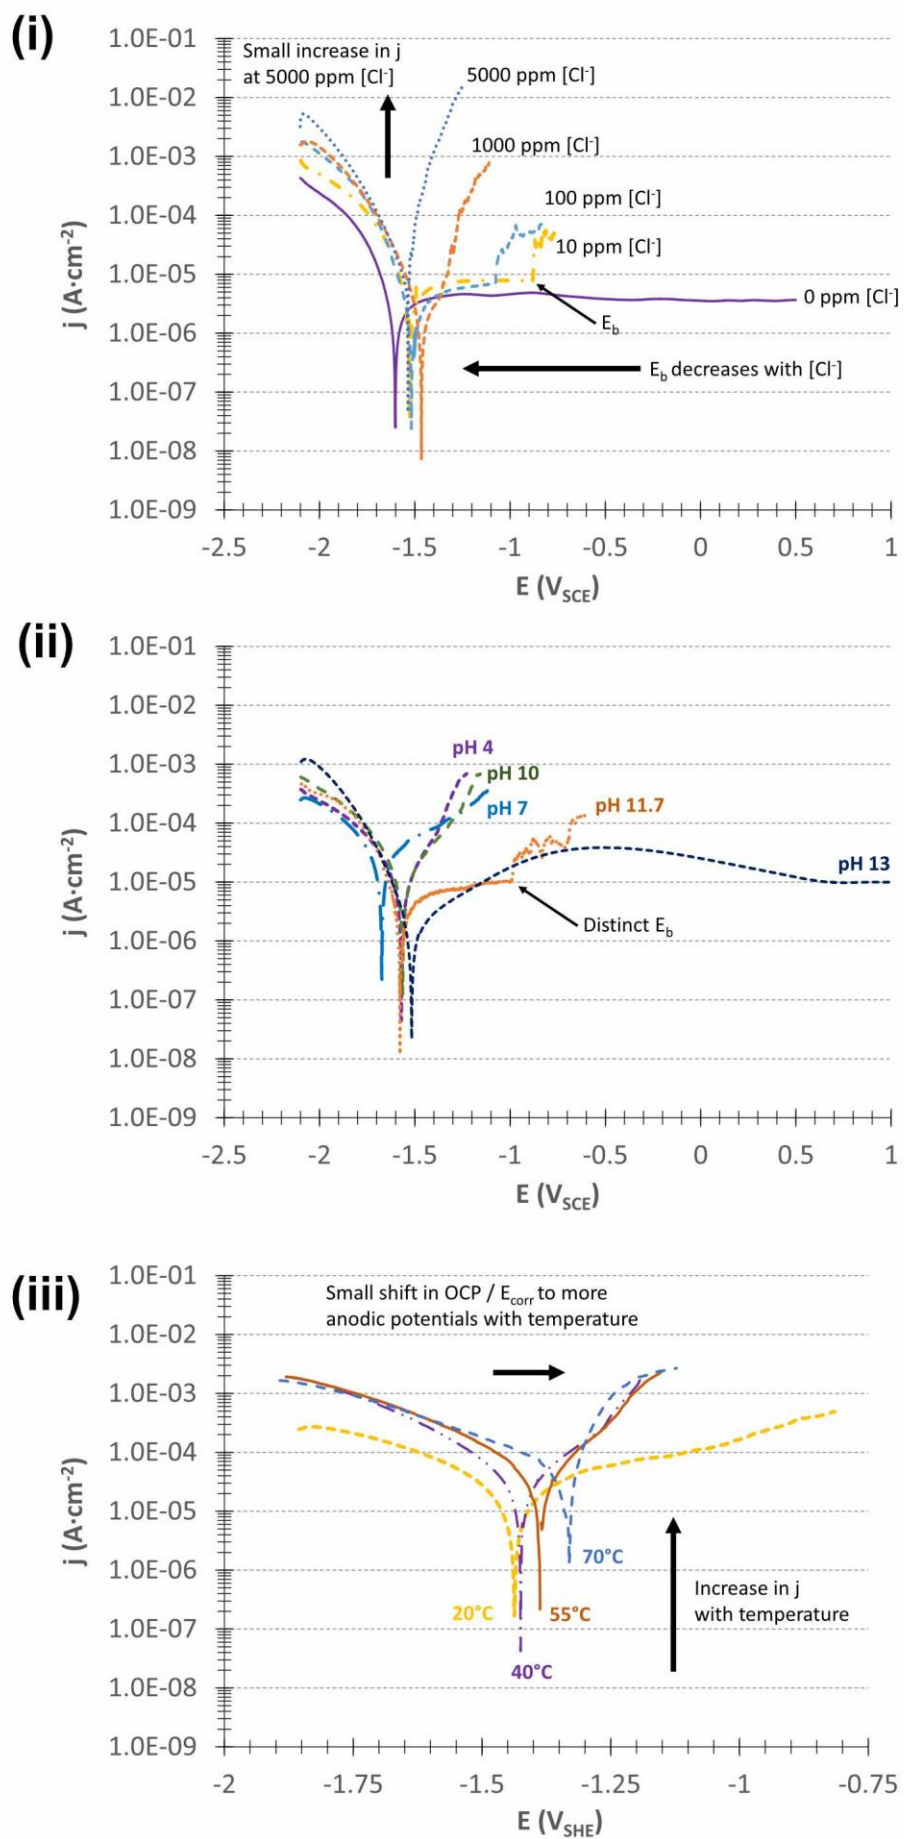 (i)
1.0E-01
1.0E-02
1.0E-03
1.0E-04
1.0E-05
1.0E-06
1.0E-07
1.0E-08
1.0E-09
j (A·cm⁻²)
Small increase in j
at 5000 ppm [Cl⁻]
5000 ppm [Cl⁻]
1000 ppm [Cl⁻]
100 ppm [Cl⁻]
10 ppm [Cl⁻]
0 ppm [Cl⁻]
E_b
E_b decreases with [Cl⁻]
-2.5 -2 -1.5 -1 -0.5 0 0.5 1
E (V_SCE)
(ii)
1.0E-01
1.0E-02
1.0E-03
1.0E-04
1.0E-05
1.0E-06
1.0E-07
1.0E-08
1.0E-09
j (A·cm⁻²)
pH 4
pH 10
pH 7
pH 11.7
pH 13
Distinct E_b
-2.5 -2 -1.5 -1 -0.5 0 0.5 1
E (V_SCE)
(iii)
1.0E-01
1.0E-02
1.0E-03
1.0E-04
1.0E-05
1.0E-06
1.0E-07
1.0E-08
1.0E-09
j (A·cm⁻²)
Small shift in OCP / E_corr to more
anodic potentials with temperature
70°C
20°C
55°C
40°C
Increase in j
with temperature
-2 -1.75 -1.5 -1.25 -1 -0.75
E (V_SHE)